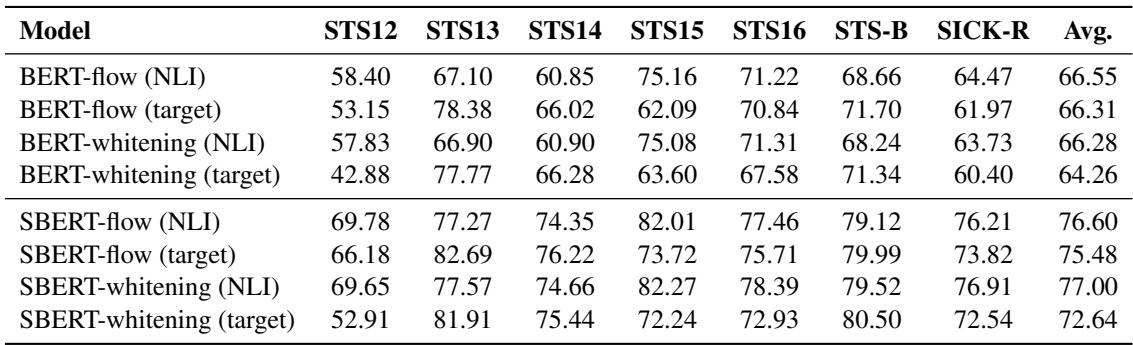 Model STS12 STS13 STS14 STS15 STS16 STS-B SICK-R Avg.
BERT-flow (NLI) 58.40 67.10 60.85 75.16 71.22 68.66 64.47 66.55
BERT-flow (target) 53.15 78.38 66.02 62.09 70.84 71.70 61.97 66.31
BERT-whitening (NLI) 57.83 66.90 60.90 75.08 71.31 68.24 63.73 66.28
BERT-whitening (target) 42.88 77.77 66.28 63.60 67.58 71.34 60.40 64.26
SBERT-flow (NLI) 69.78 77.27 74.35 82.01 77.46 79.12 76.21 76.60
SBERT-flow (target) 66.18 82.69 76.22 73.72 75.71 79.99 73.82 75.48
SBERT-whitening (NLI) 69.65 77.57 74.66 82.27 78.39 79.52 76.91 77.00
SBERT-whitening (target) 52.91 81.91 75.44 72.24 72.93 80.50 72.54 72.64